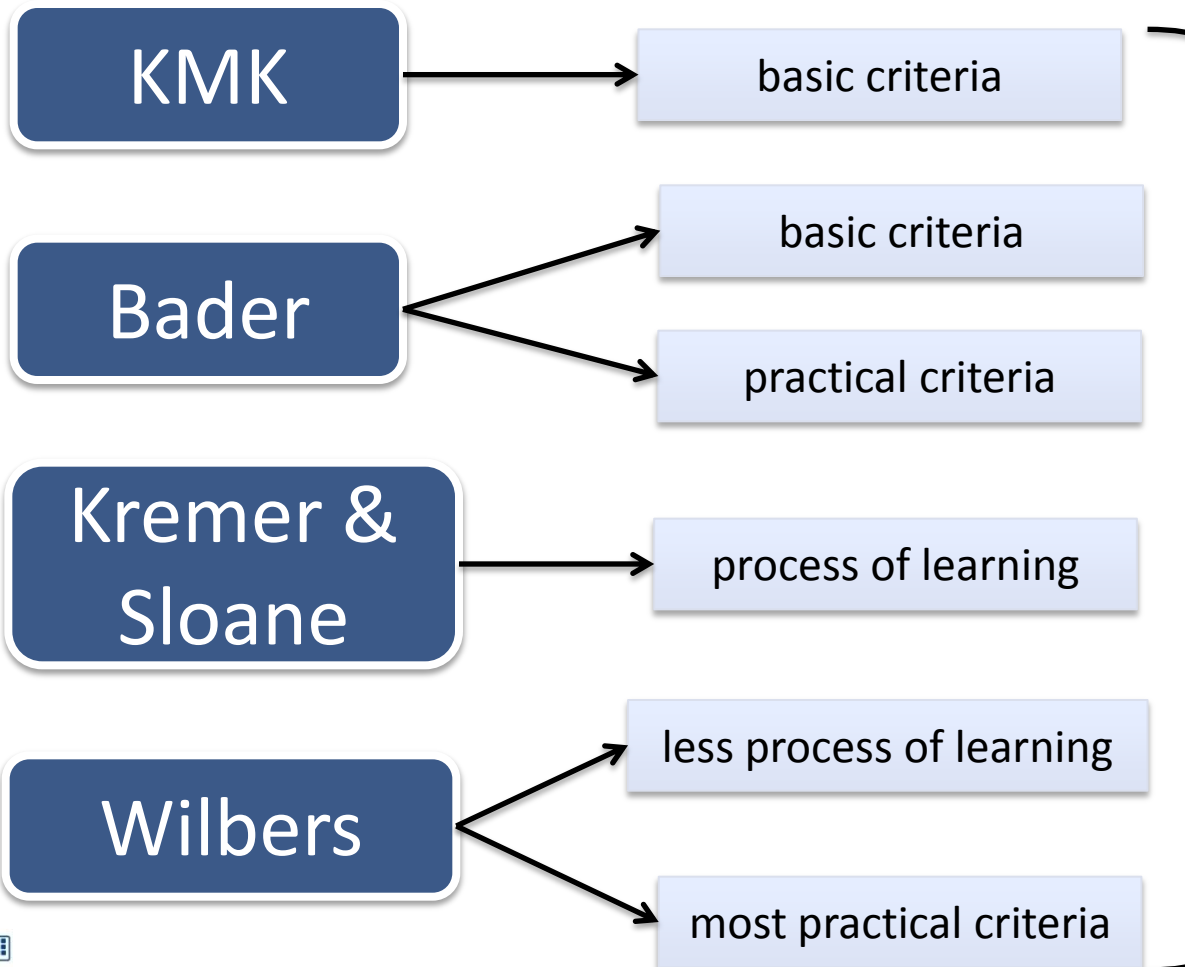 KMK
basic criteria
Bader
basic criteria
practical criteria
Kremer &
Sloane
process of learning
Wilbers
less process of learning
most practical criteria